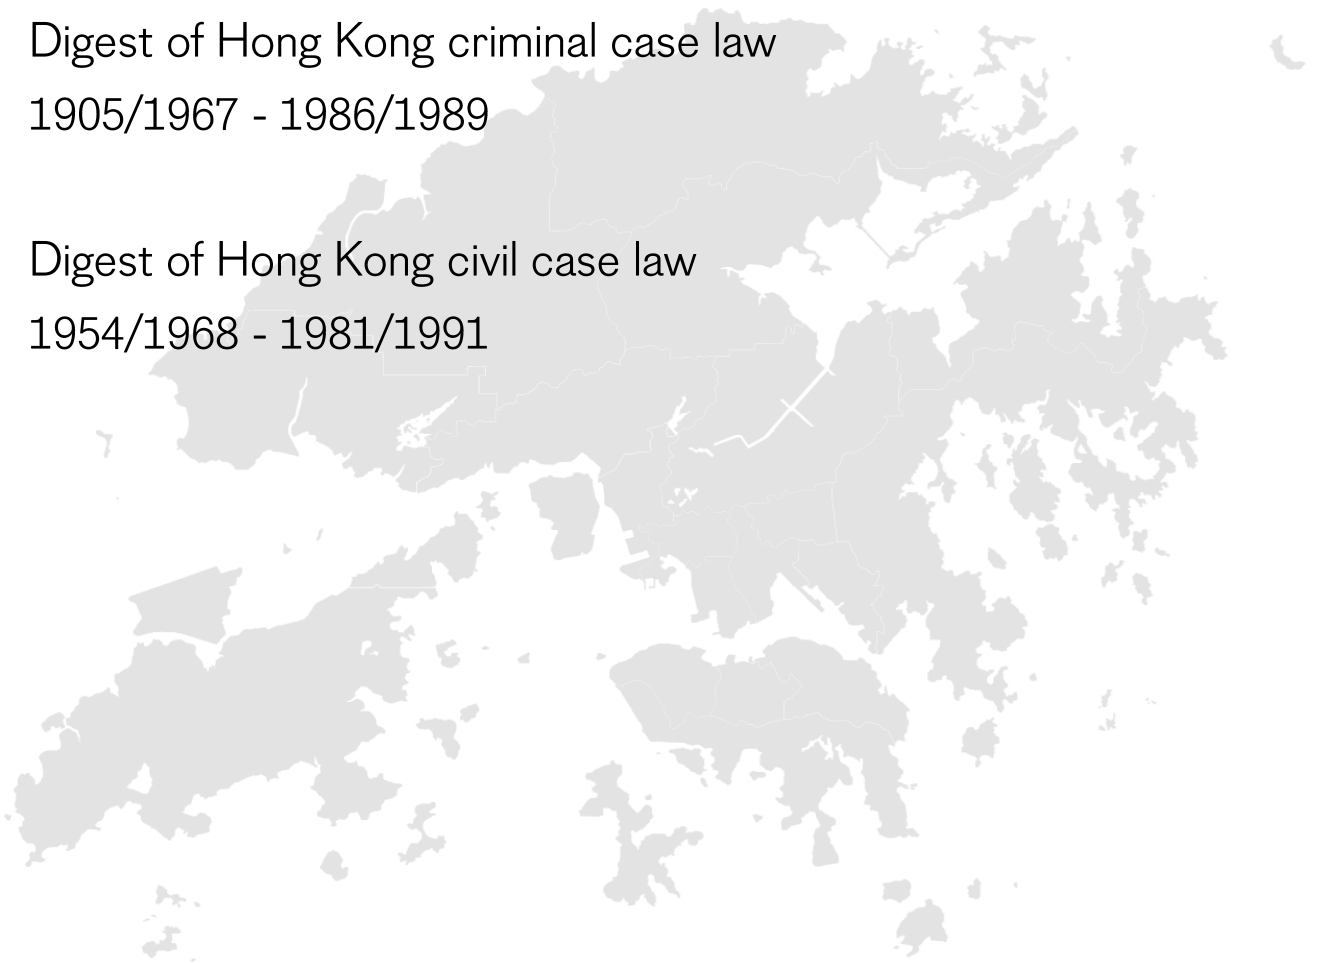 Digest of Hong Kong criminal case law
1905/1967 - 1986/1989
Digest of Hong Kong civil case law
1954/1968 - 1981/1991